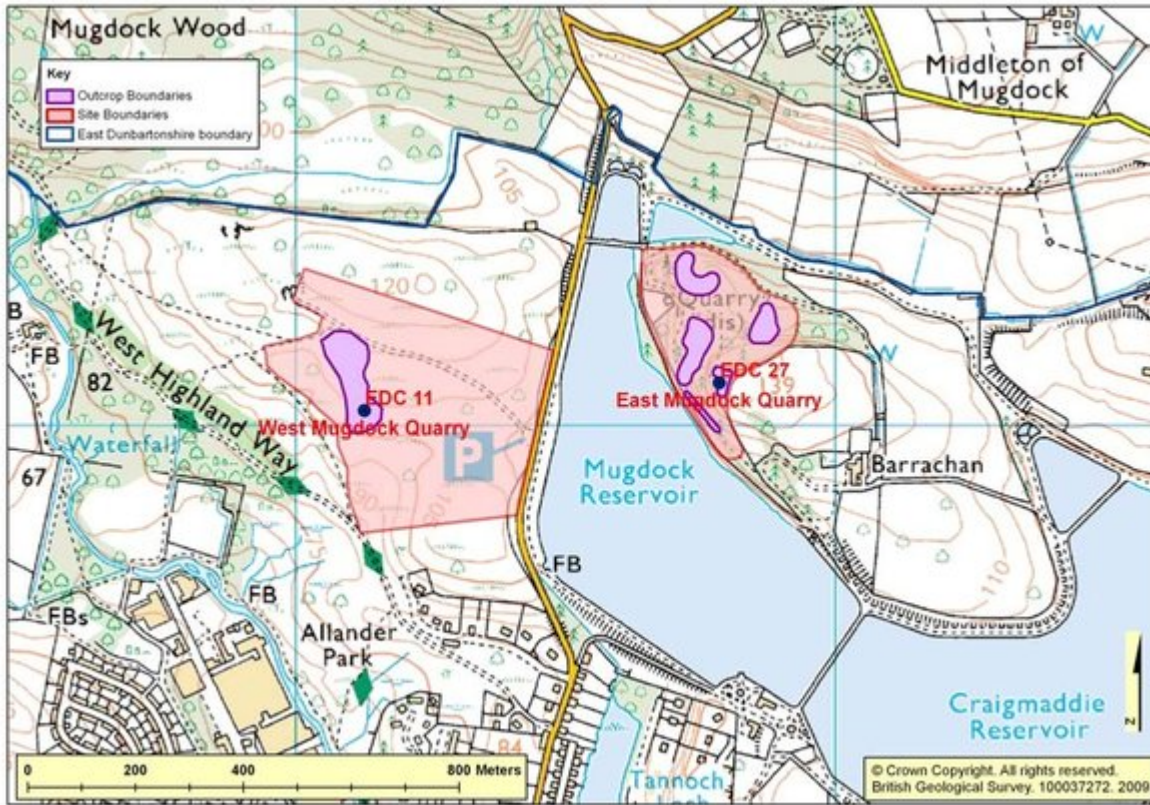 Mugdock Wood
Key
Outcrop Boundaries
Site Boundaries
East Dunbartonshire boundary
Middleton of
Mugdock
W
105
120
B
FB
82
West Highland Way
Waterfall
67
EDC 11
West Mugdock Quarry
P
Quarry
EDC 27
139
East Mugdock Quarry
W
Mugdock
Reservoir
Barrachan
110
FB
FB
FBs
Allander
Park
84
Craigmaddie
Reservoir
Tannoch
N
0 200 400 800 Meters
© Crown Copyright. All rights reserved.
British Geological Survey. 100037272. 2009